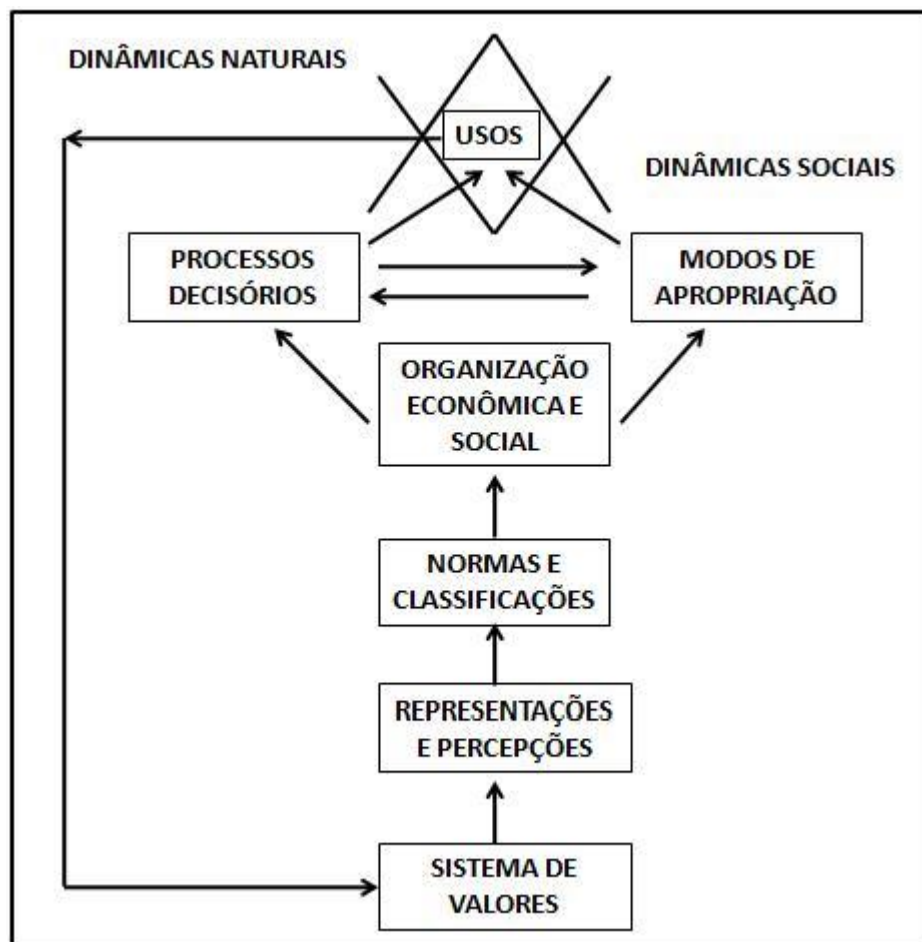 DINÂMICAS NATURAIS
USOS
DINÂMICAS SOCIAIS
PROCESSOS
DECISÓRIOS
MODOS DE
APROPRIAÇÃO
ORGANIZAÇÃO
ECONÔMICA E
SOCIAL
NORMAS E
CLASSIFICAÇÕES
REPRESENTAÇÕES
E PERCEPÇÕES
SISTEMA DE
VALORES